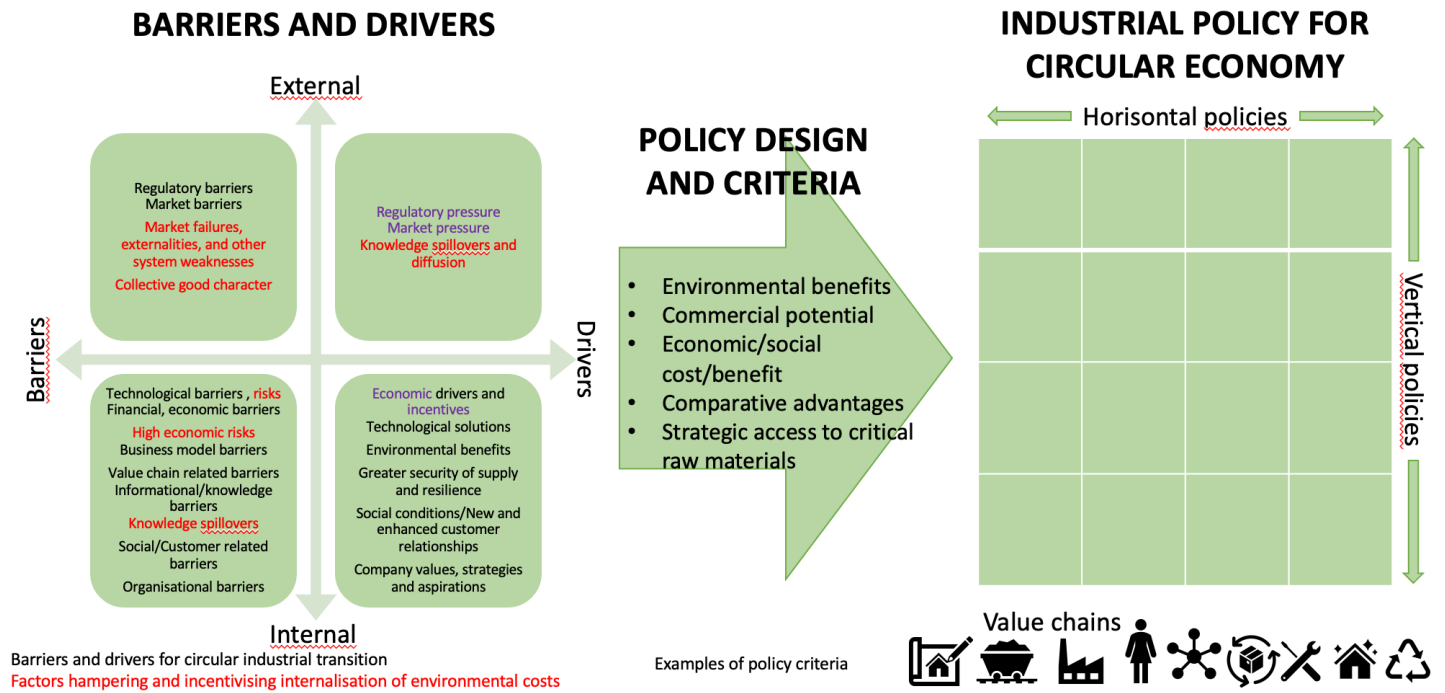 BARRIERS AND DRIVERS
External
Regulatory barriers
Market barriers
Market failures,
externalities, and other
system weaknesses
Collective good character
Regulatory pressure
Market pressure
Knowledge spillovers and
diffusion
Barriers
Drivers
Technological barriers , risks
Financial, economic barriers
High economic risks
Business model barriers
Value chain related barriers
Informational/knowledge
barriers
Knowledge spillovers
Social/Customer related
barriers
Organisational barriers
Economic drivers and
incentives
Technological solutions
Environmental benefits
Greater security of supply
and resilience
Social conditions/New and
enhanced customer
relationships
Company values, strategies
and aspirations
Internal
Barriers and drivers for circular industrial transition
Factors hampering and incentivising internalisation of environmental costs
POLICY DESIGN
AND CRITERIA
• Environmental benefits
• Commercial potential
• Economic/social
cost/benefit
• Comparative advantages
• Strategic access to critical
raw materials
Examples of policy criteria
INDUSTRIAL POLICY FOR
CIRCULAR ECONOMY
Horisontal policies
Vertical policies
Value chains